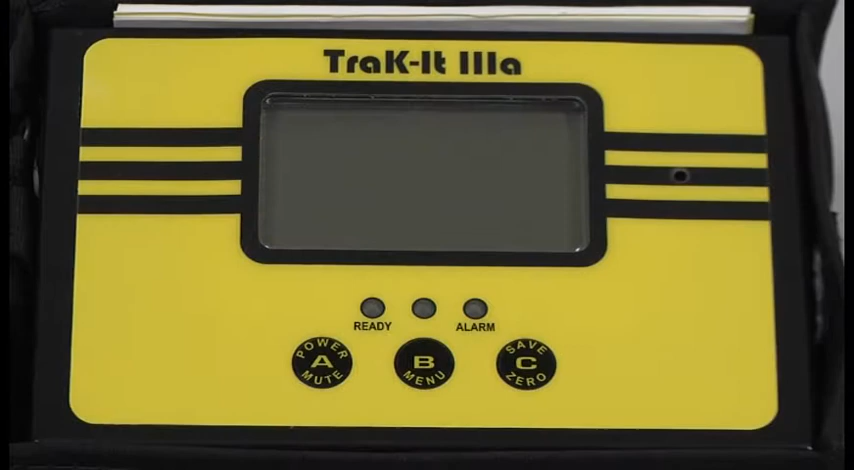 TraK-It IIIa
READY ALARM
POWER A MUTE
B MENU
SAVE C ZERO